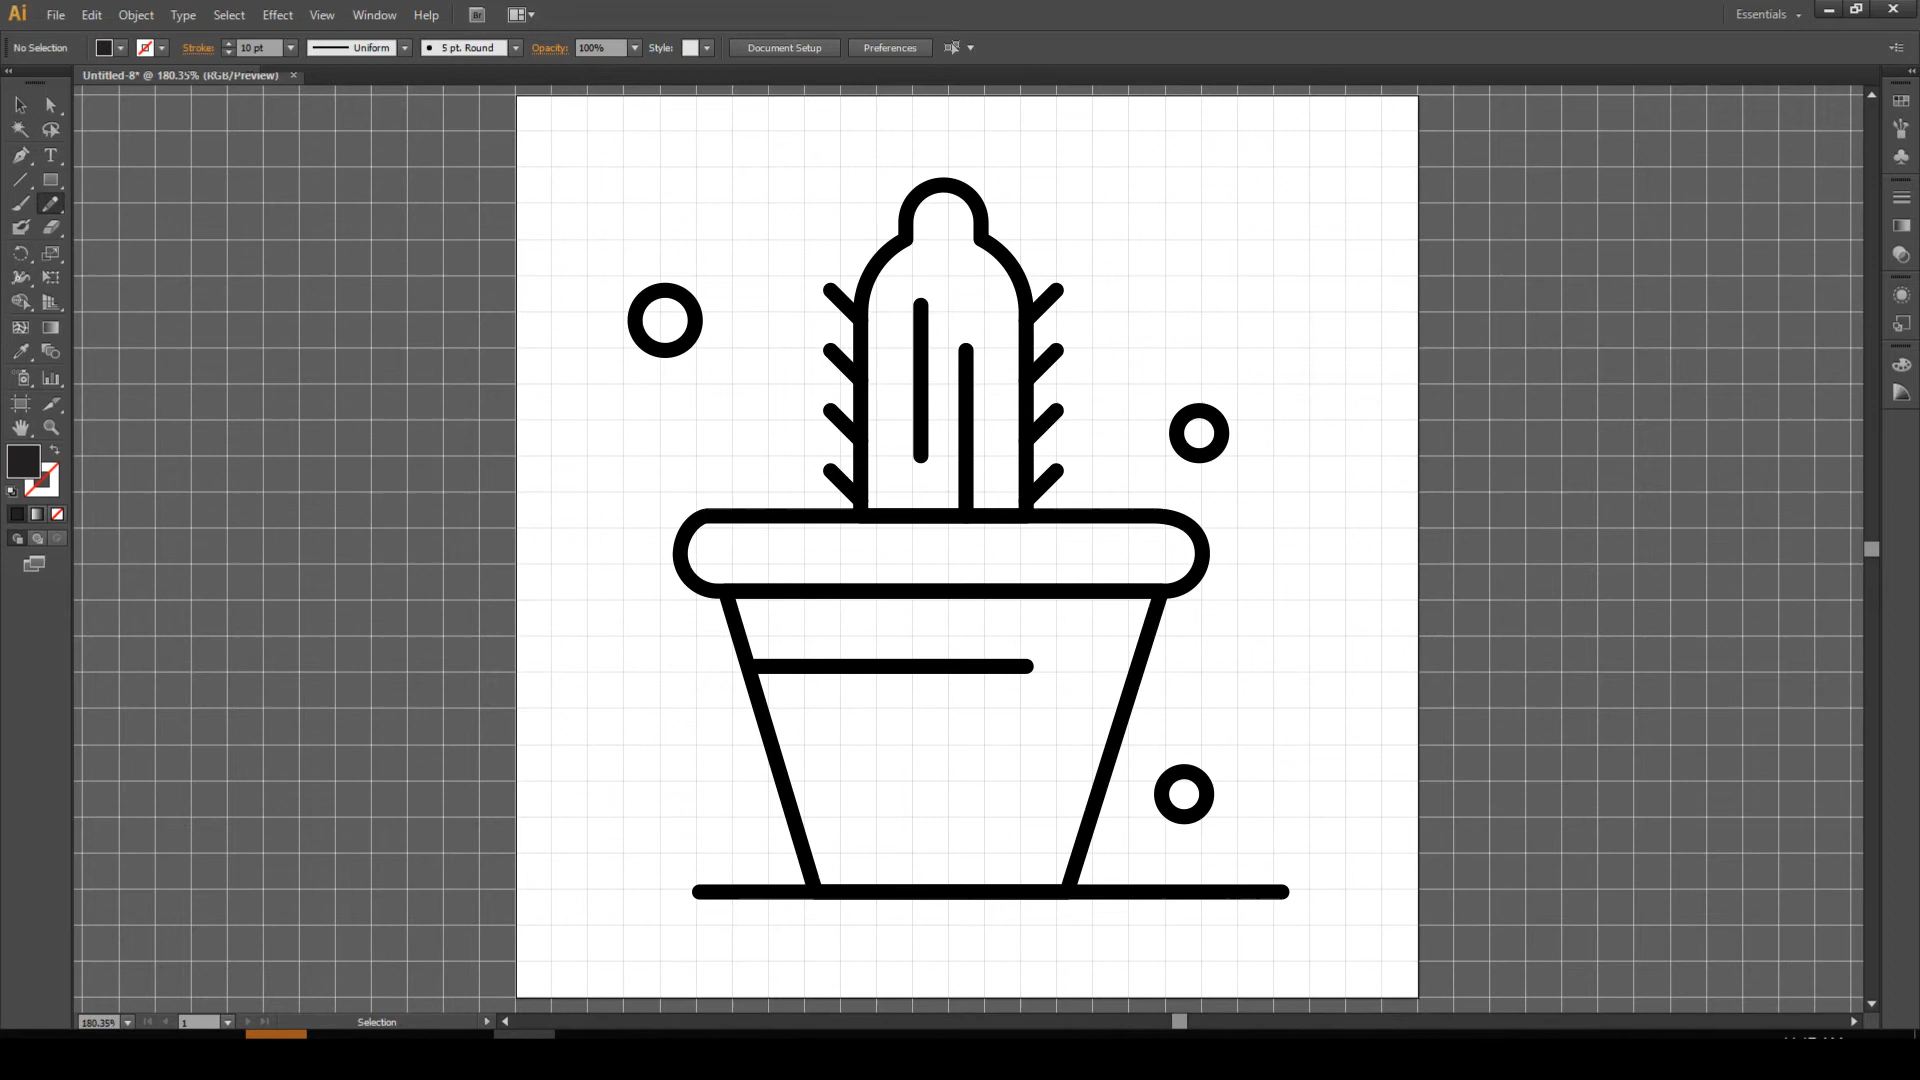 Ai File Edit Object Type Select Effect View Window Help Br Essentials
No Selection Stroke: 10 pt Uniform 5 pt. Round Opacity: 100% Style: Document Setup Preferences
Untitled-8* @ 180.35% (RGB/Preview) ×
T
180.35% 1 Selection